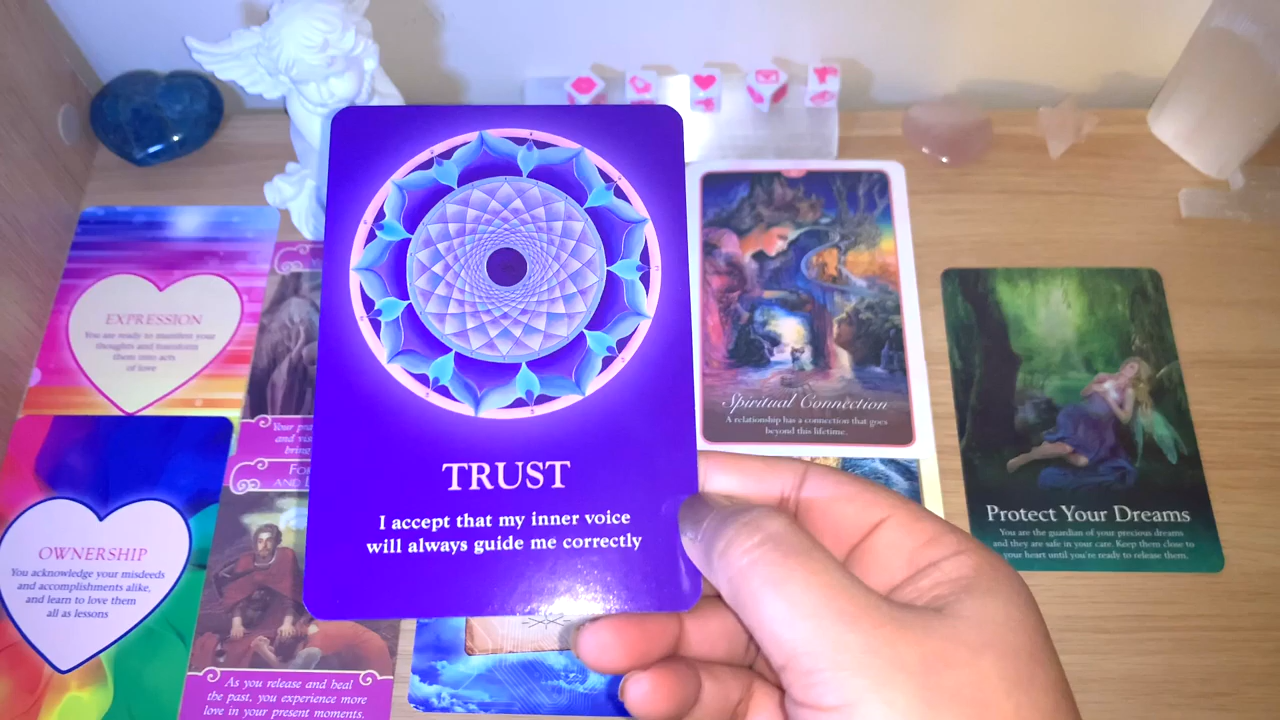 TRUST
I accept that my inner voice
will always guide me correctly
EXPRESSION
You are ready to manifest your
thoughts and transform
them into acts
of love
OWNERSHIP
You acknowledge your misdeeds
and accomplishments alike,
and learn to love them
all as lessons
Your
and
bring
FOR
AND
As you release and heal
the past, you experience more
love in your present moments.
Spiritual Connection
A relationship has a connection that goes
beyond this lifetime.
Protect Your Dreams
You are the guardian of your precious dreams
and they are safe in your care. Keep them close to
your heart until you're ready to release them.